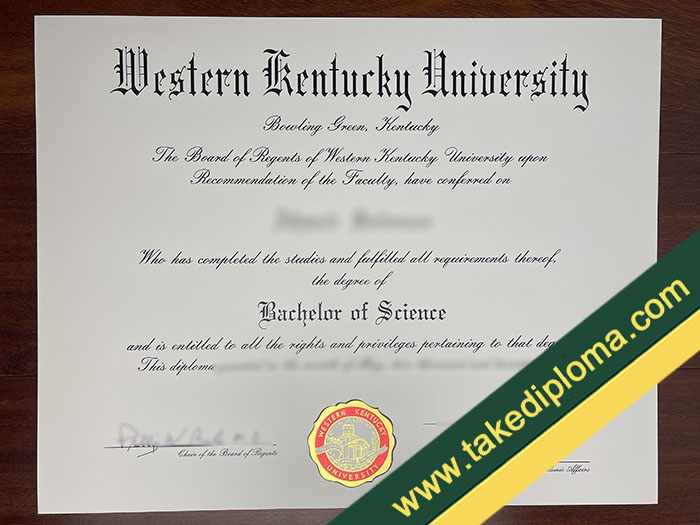 Western Kentucky University
Bowling Green, Kentucky
The Board of Regents of Western Kentucky University upon
Recommendation of the Faculty, have conferred on
Who has completed the studies and fulfilled all requirements thereof,
the degree of
Bachelor of Science
and is entitled to all the rights and privileges pertaining to that
This diploma
Chair of the Board of Regents
WESTERN KENTUCKY
UNIVERSITY
Affairs
www.takediploma.com